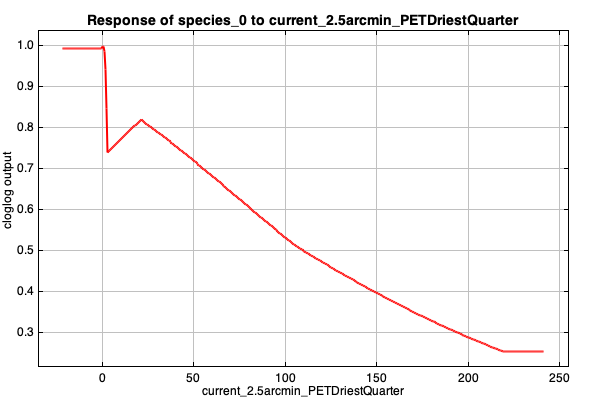 Response of species_0 to current_2.5arcmin_PETDriestQuarter
cloglog output
1.0
0.9
0.8
0.7
0.6
0.5
0.4
0.3
0 50 100 150 200 250
current_2.5arcmin_PETDriestQuarter